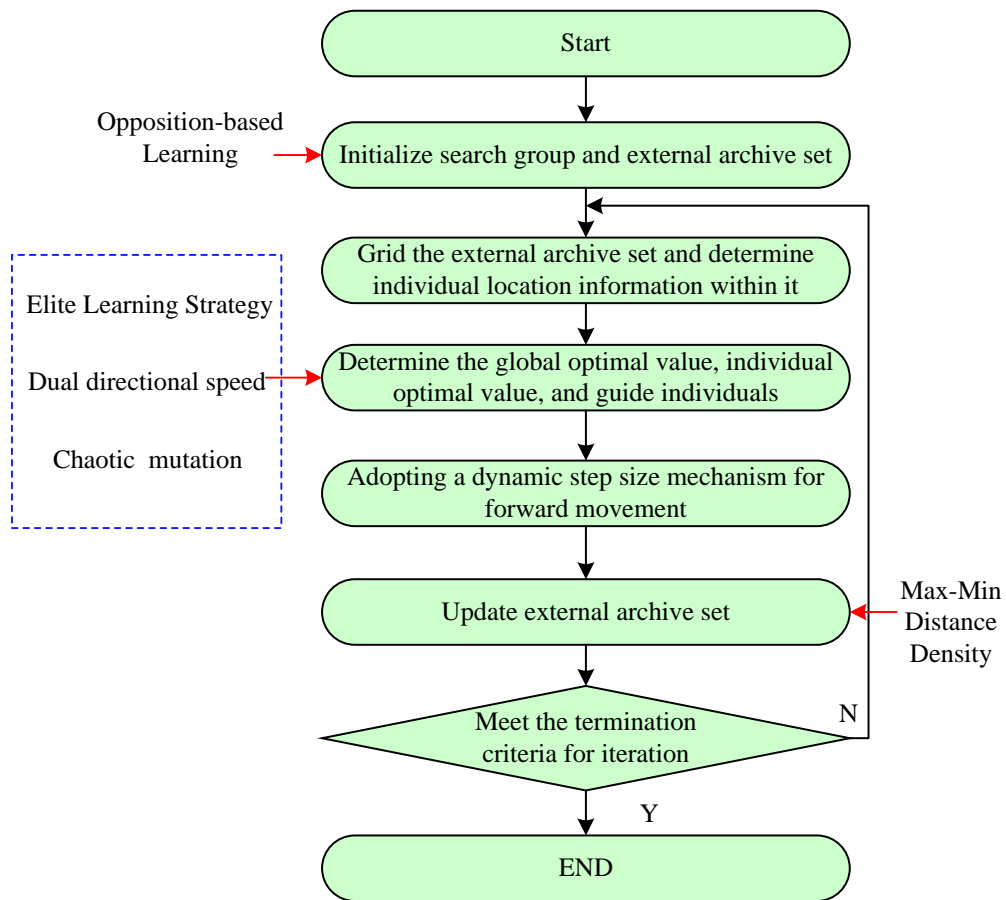 Start
Opposition-based
Learning
Initialize search group and external archive set
Grid the external archive set and determine
individual location information within it
Elite Learning Strategy
Dual directional speed
Chaotic mutation
Determine the global optimal value, individual
optimal value, and guide individuals
Adopting a dynamic step size mechanism for
forward movement
Update external archive set
Max-Min
Distance
Density
Meet the termination
criteria for iteration
N
Y
END